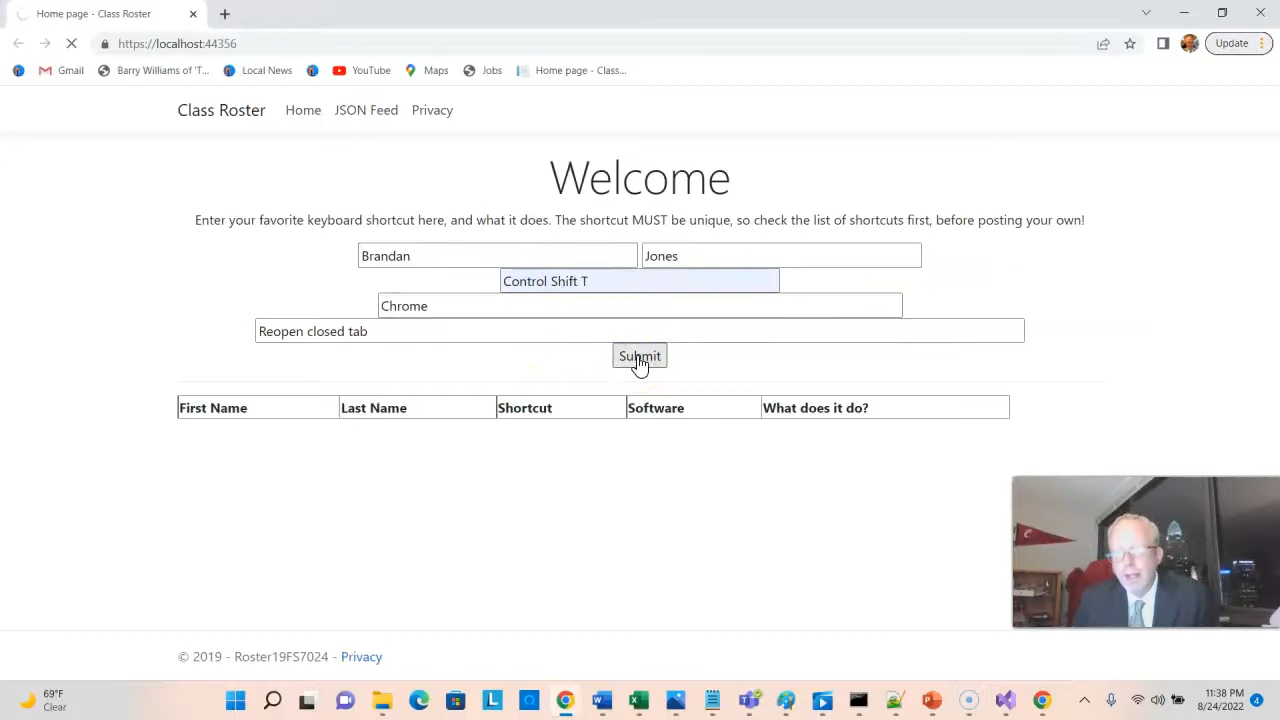 Home page - Class Roster
https://localhost:44356
Update
Gmail
Barry Williams of 'T...
Local News
YouTube
Maps
Jobs
Home page - Class...
Class Roster
Home
JSON Feed
Privacy
Welcome
Enter your favorite keyboard shortcut here, and what it does. The shortcut MUST be unique, so check the list of shortcuts first, before posting your own!
Brandan
Jones
Control Shift T
Chrome
Reopen closed tab
Submit
First Name
Last Name
Shortcut
Software
What does it do?
© 2019 - Roster19FS7024 - Privacy
69°F
Clear
11:38 PM
8/24/2022
4